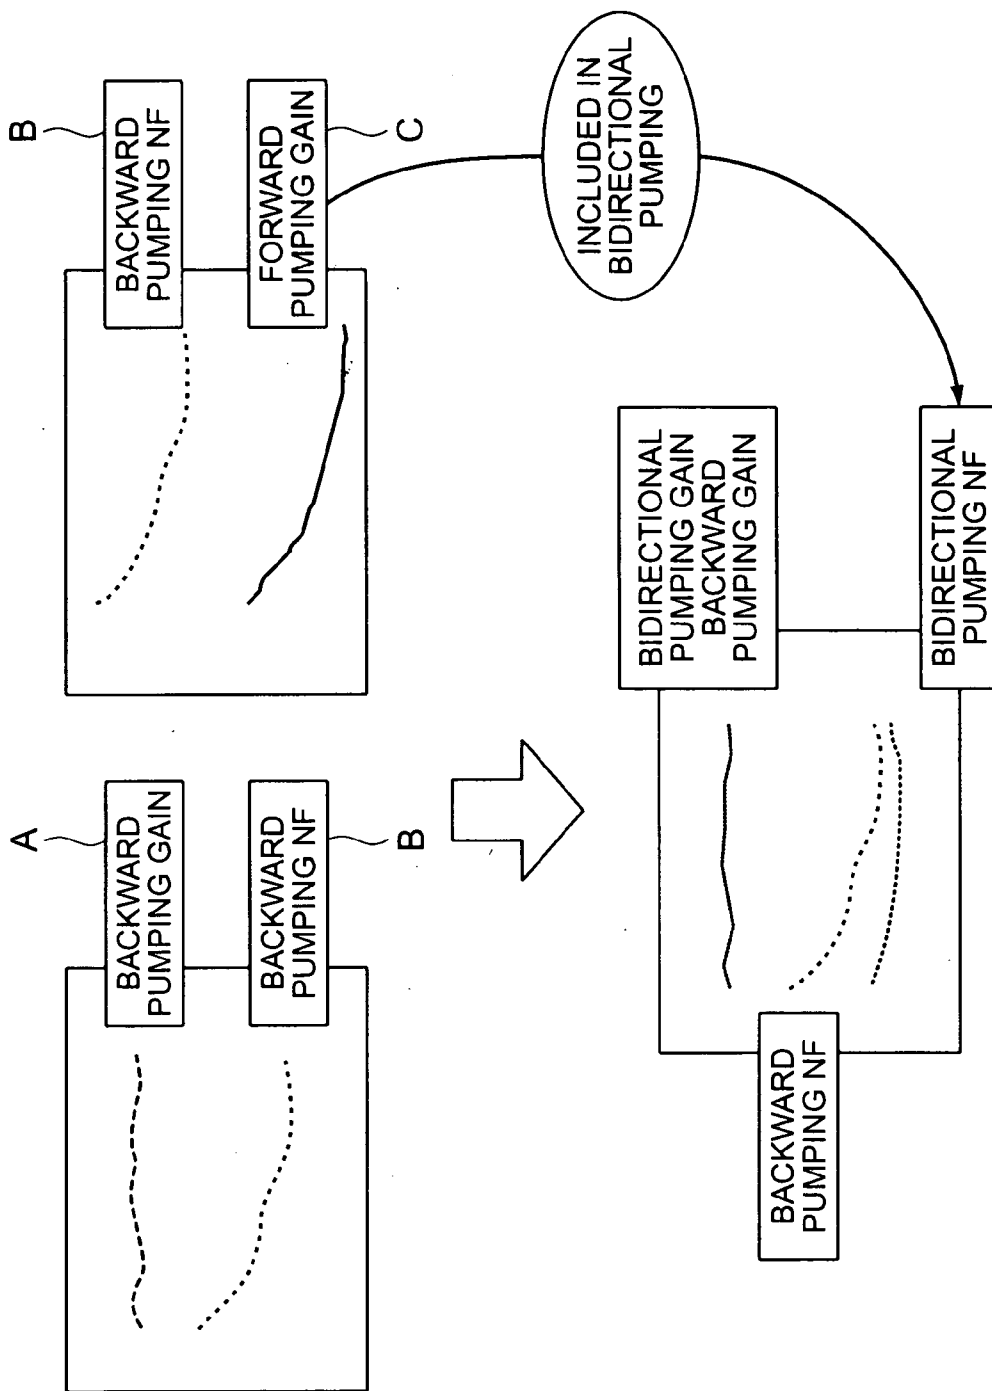 A
BACKWARD
PUMPING GAIN
BACKWARD
PUMPING NF
B
B
BACKWARD
PUMPING NF
FORWARD
PUMPING GAIN
C
INCLUDED IN
BIDIRECTIONAL
PUMPING
BACKWARD
PUMPING NF
BIDIRECTIONAL
PUMPING GAIN
BACKWARD
PUMPING GAIN
BIDIRECTIONAL
PUMPING NF